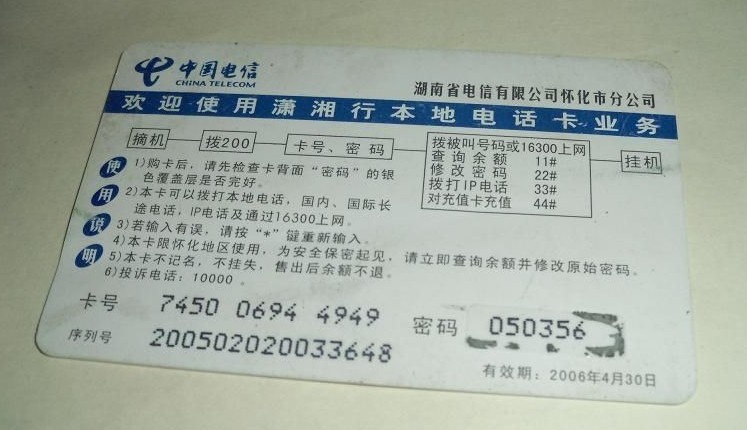 中国电信
CHINA TELECOM
湖南省电信有限公司怀化市分公司
欢迎使用潇湘行本地电话卡业务
摘机
拨200
卡号、密码
拨被叫号码或16300上网
查询余额 11#
修改密码 22#
拨打IP电话 33#
对充值卡充值 44#
挂机
使用说明
1)购卡后，请先检查卡背面“密码”的银
色覆盖层是否完好。
2)本卡可以拨打本地电话，国内、国际长
途电话，IP电话及通过16300上网。
3)若输入有误，请按“*”键重新输入。
4)本卡限怀化地区使用，为安全保密起见，请立即查询余额并修改原始密码。
5)本卡不记名，不挂失，售出后余额不退。
6)投诉电话：10000
卡号 7450 0694 4949
密码 050356
序列号 200502020033648
有效期：2006年4月30日